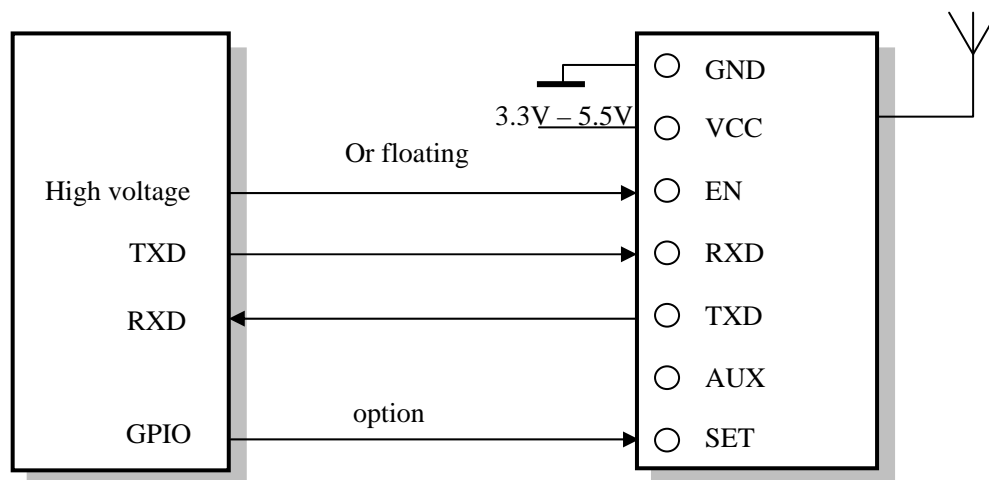 High voltage
TXD
RXD
GPIO
Or floating
option
3.3V – 5.5V
GND
VCC
EN
RXD
TXD
AUX
SET